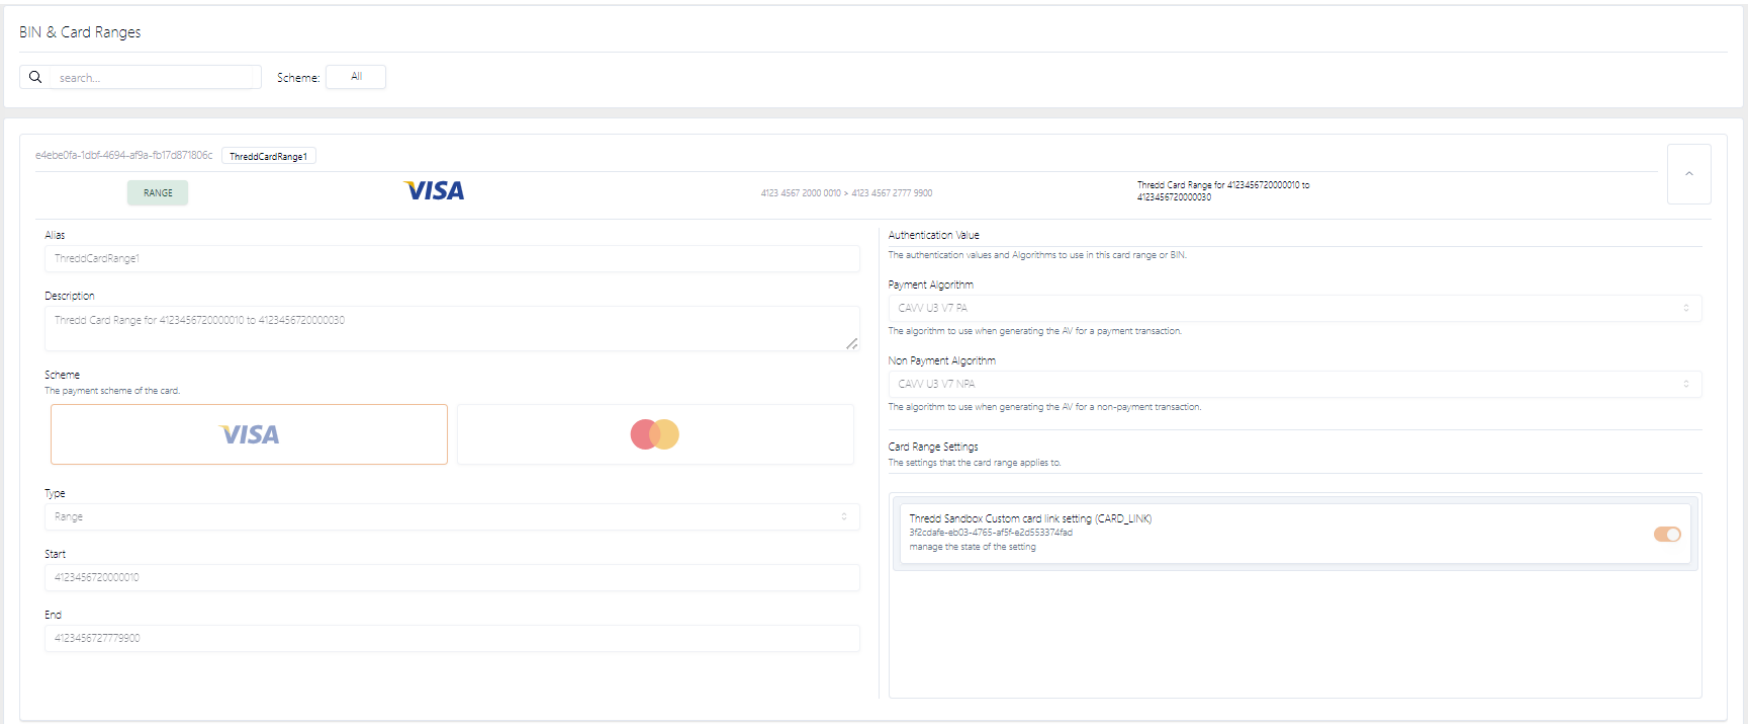 BIN & Card Ranges
search...
Scheme:
All
e4ebe0fa-1dbf-4694-af9a-fb17d871806c
ThreddCardRange1
RANGE
VISA
4123 4567 2000 0010 > 4123 4567 2777 9900
Thredd Card Range for 4123456720000010 to
4123456720000030
Alias
ThreddCardRange1
Description
Thredd Card Range for 4123456720000010 to 4123456720000030
Scheme
The payment scheme of the card.
VISA
Type
Range
Start
4123456720000010
End
4123456727779900
Authentication Value
The authentication values and Algorithms to use in this card range or BIN.
Payment Algorithm
CAVV U3 V7 PA
The algorithm to use when generating the AV for a payment transaction.
Non Payment Algorithm
CAVV U3 V7 NPA
The algorithm to use when generating the AV for a non-payment transaction.
Card Range Settings
The settings that the card range applies to.
Thredd Sandbox Custom card link setting (CARD_LINK)
3f2cdafe-eb03-4765-af5f-e2d553374fad
manage the state of the setting